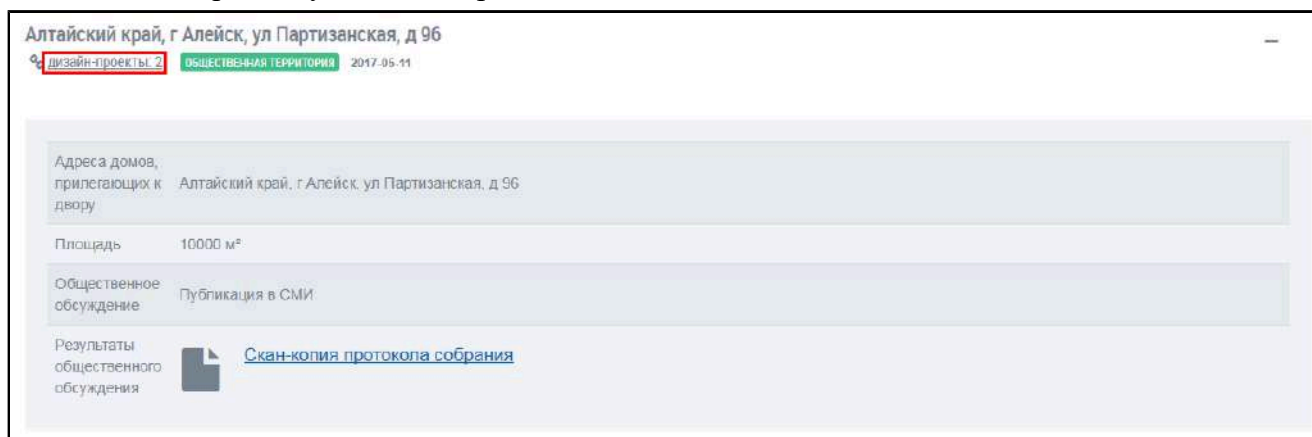 Алтайский край, г Алейск, ул Партизанская, д 96
дизайн-проекты: 2 ОБЩЕСТВЕННАЯ ТЕРРИТОРИЯ 2017-05-11
Адреса домов,
прилегающих к
двору
Алтайский край, г Алейск, ул Партизанская, д 96
Площадь 10000 м²
Общественное
обсуждение
Публикация в СМИ
Результаты
общественного
обсуждения
Скан-копия протокола собрания